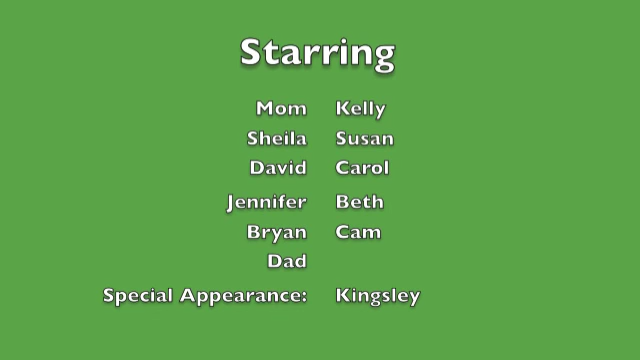 Starring
Mom Kelly
Sheila Susan
David Carol
Jennifer Beth
Bryan Cam
Dad
Special Appearance: Kingsley